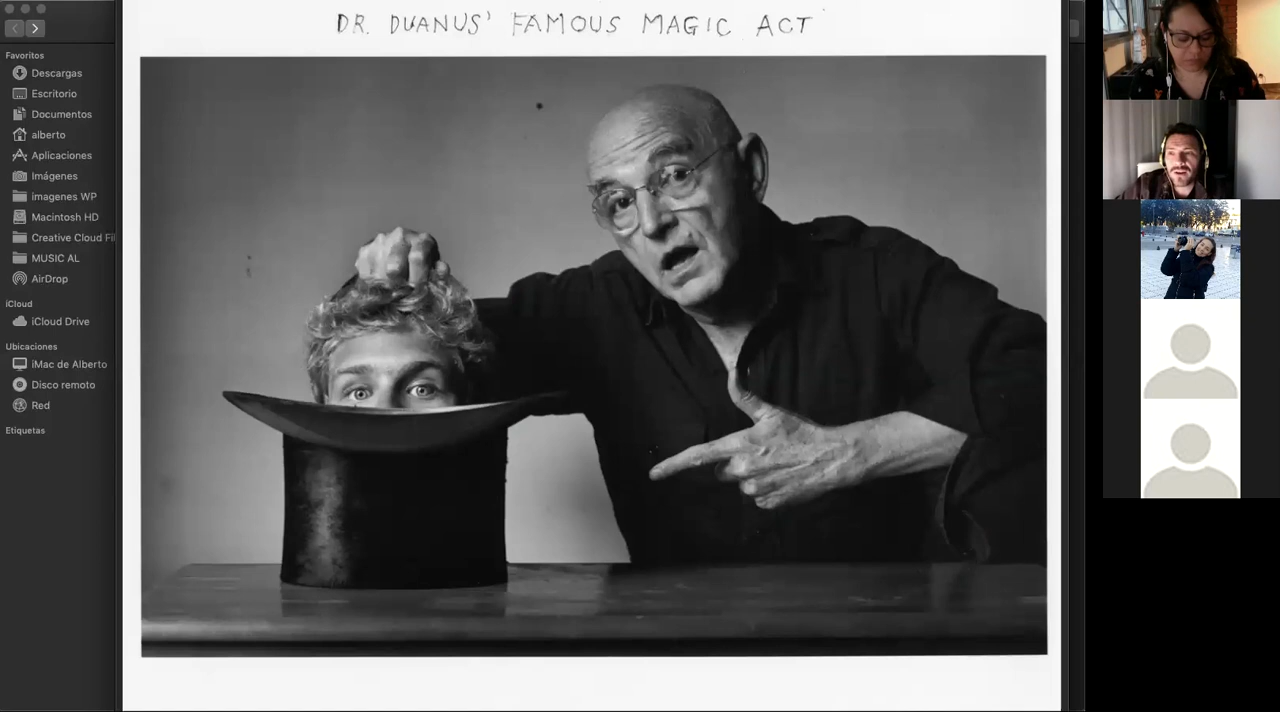 DR. DUANUS' FAMOUS MAGIC ACT
Favoritos
Descargas
Escritorio
Documentos
alberto
Aplicaciones
Imágenes
imagenes WP
Macintosh HD
Creative Cloud Fil
MUSIC AL
AirDrop
iCloud
iCloud Drive
Ubicaciones
iMac de Alberto
Disco remoto
Red
Etiquetas